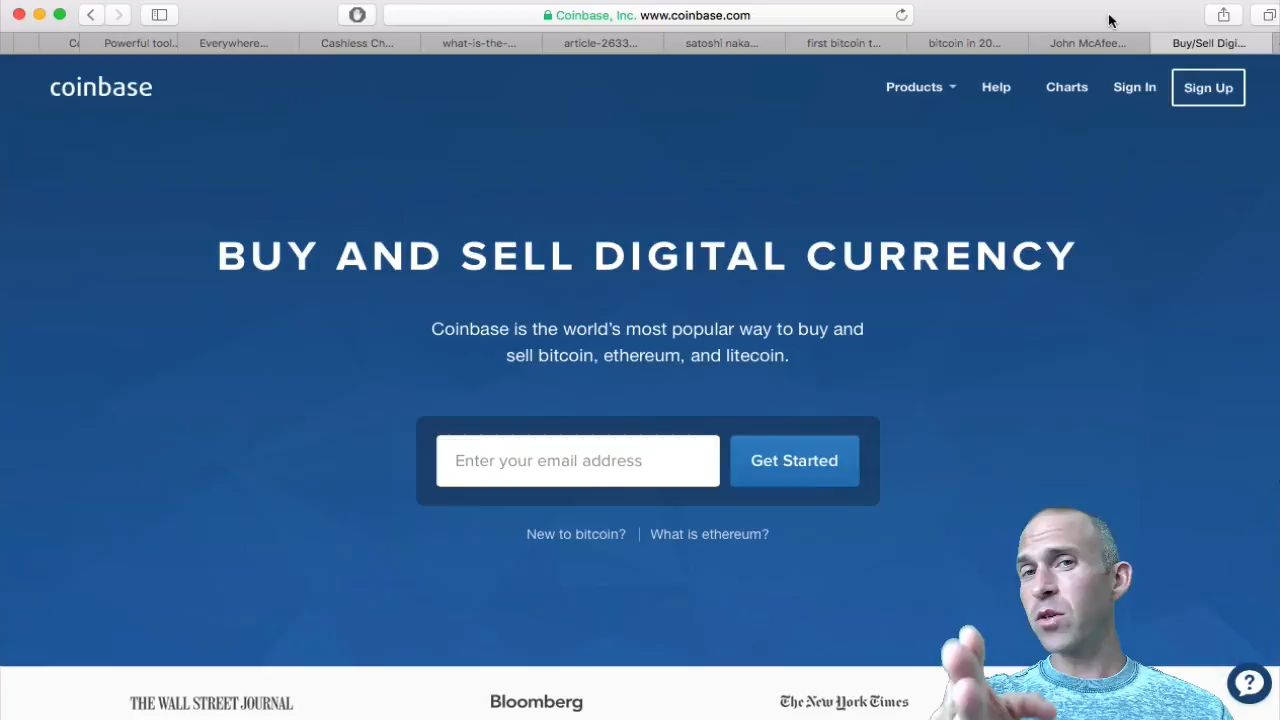 Coinbase, Inc. www.coinbase.com
Powerful tool...
Everywhere...
Cashless Ch...
what-is-the-...
article-2633...
satoshi naka...
first bitcoin t...
bitcoin in 20...
John McAfee...
Buy/Sell Digi...
coinbase
Products
Help
Charts
Sign In
Sign Up
BUY AND SELL DIGITAL CURRENCY
Coinbase is the world's most popular way to buy and
sell bitcoin, ethereum, and litecoin.
Enter your email address
Get Started
New to bitcoin?
What is ethereum?
THE WALL STREET JOURNAL
Bloomberg
The New York Times
?